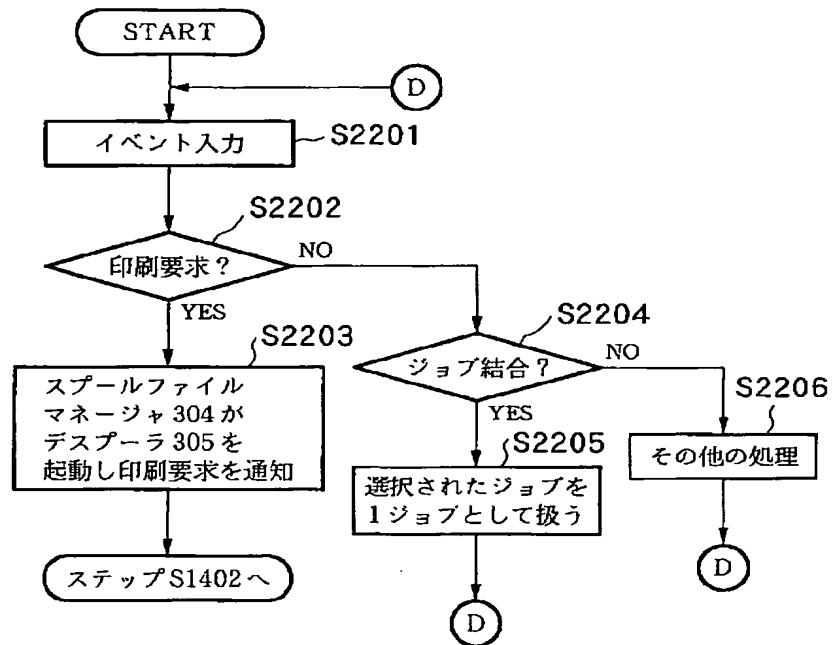 START
D
イベント入力
S2201
S2202
印刷要求?
NO
YES
S2203
スプールファイル
マネージャ304が
デスプーラ305を
起動し印刷要求を通知
ステップS1402へ
S2204
ジョブ結合?
NO
YES
S2205
選択されたジョブを
1ジョブとして扱う
D
S2206
その他の処理
D